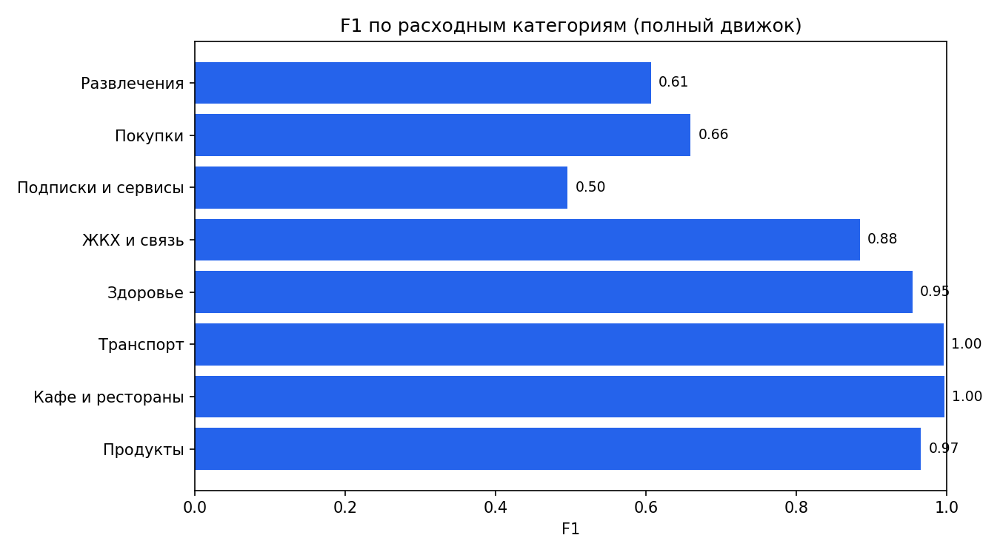 F1 по расходным категориям (полный движок)
Развлечения 0.61
Покупки 0.66
Подписки и сервисы 0.50
ЖКХ и связь 0.88
Здоровье 0.95
Транспорт 1.00
Кафе и рестораны 1.00
Продукты 0.97
0.0 0.2 0.4 0.6 0.8 1.0
F1